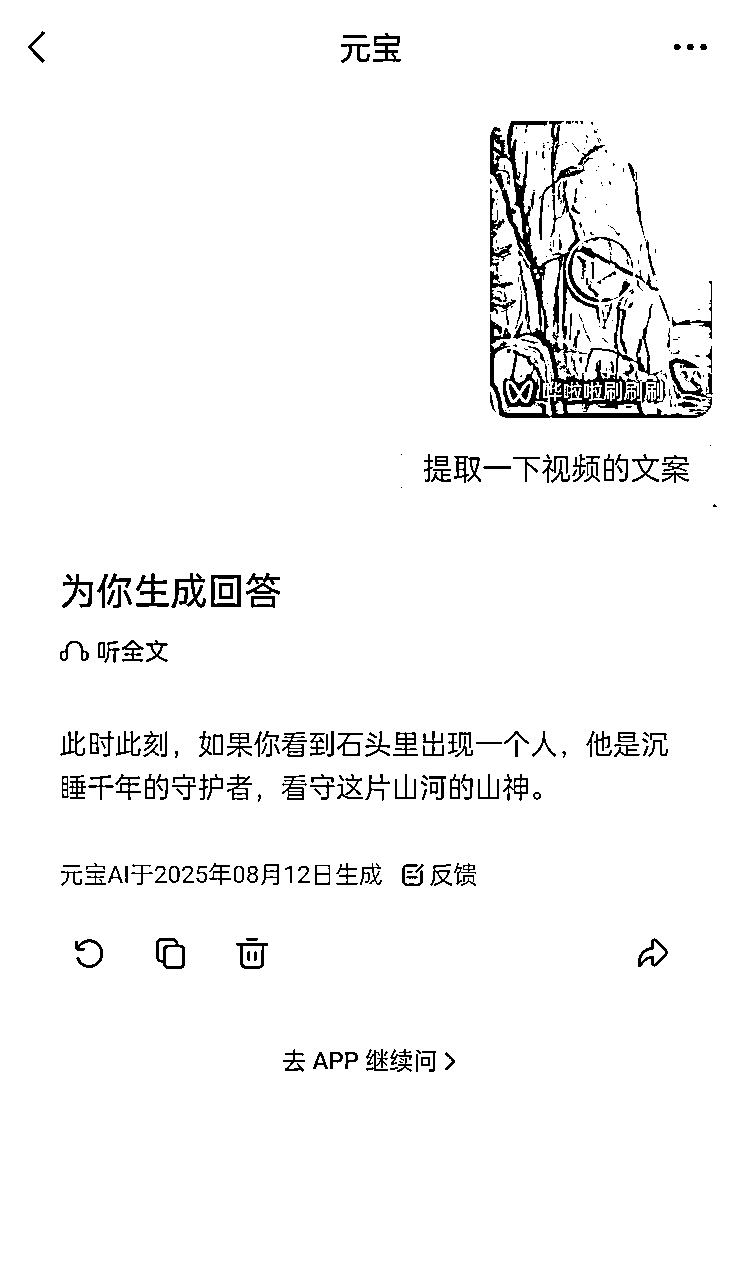 元宝
哗啦啦刷刷刷
提取一下视频的文案
为你生成回答
听全文
此时此刻，如果你看到石头里出现一个人，他是沉
睡千年的守护者，看守这片山河的山神。
元宝AI于2025年08月12日生成 反馈
去 APP 继续问